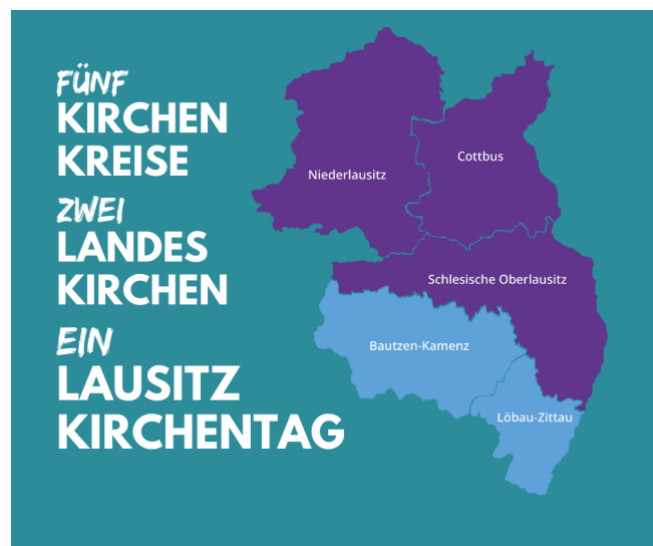 FÜNF
KIRCHEN
KREISE
ZWEI
LANDES
KIRCHEN
EIN
LAUSITZ
KIRCHENTAG
Cottbus
Niederlausitz
Schlesische Oberlausitz
Bautzen-Kamenz
Löbau-Zittau